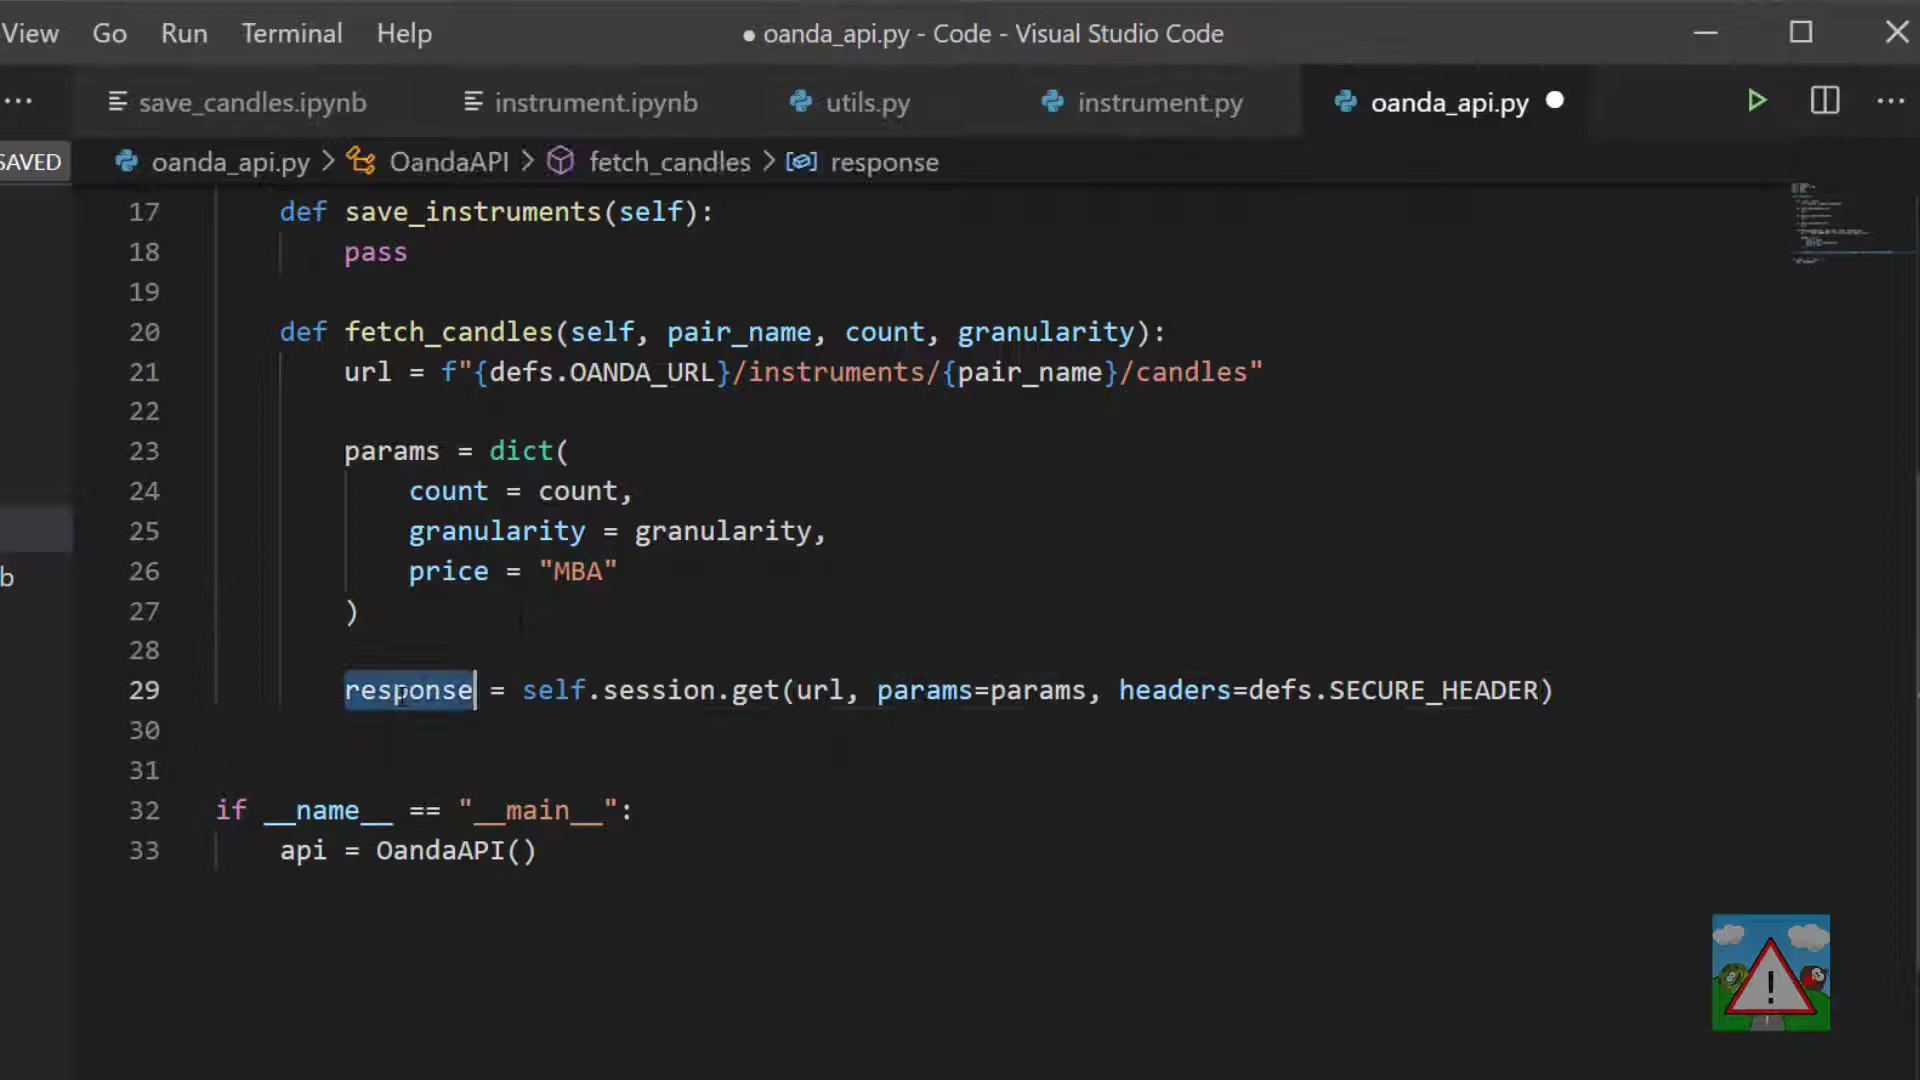 View Go Run Terminal Help ● oanda_api.py - Code - Visual Studio Code
save_candles.ipynb instrument.ipynb utils.py instrument.py oanda_api.py
SAVED oanda_api.py > OandaAPI > fetch_candles > response
17 def save_instruments(self):
18 pass
19
20 def fetch_candles(self, pair_name, count, granularity):
21 url = f"{defs.OANDA_URL}/instruments/{pair_name}/candles"
22
23 params = dict(
24 count = count,
25 granularity = granularity,
26 price = "MBA"
b
27 )
28
29 response = self.session.get(url, params=params, headers=defs.SECURE_HEADER)
30
31
32 if __name__ == "__main__":
33 api = OandaAPI()
!